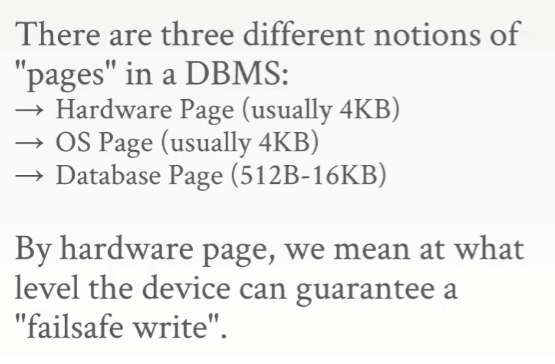 There are three different notions of
"pages" in a DBMS:
→ Hardware Page (usually 4KB)
→ OS Page (usually 4KB)
→ Database Page (512B-16KB)
By hardware page, we mean at what
level the device can guarantee a
"failsafe write".